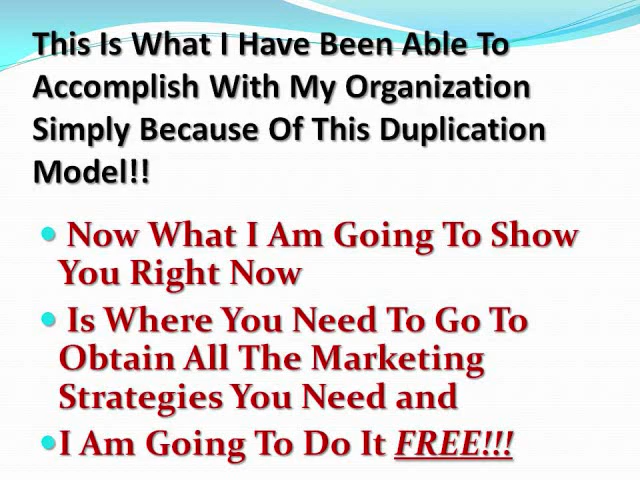 This Is What I Have Been Able To
Accomplish With My Organization
Simply Because Of This Duplication
Model!!
Now What I Am Going To Show
You Right Now
Is Where You Need To Go To
Obtain All The Marketing
Strategies You Need and
I Am Going To Do It FREE!!!